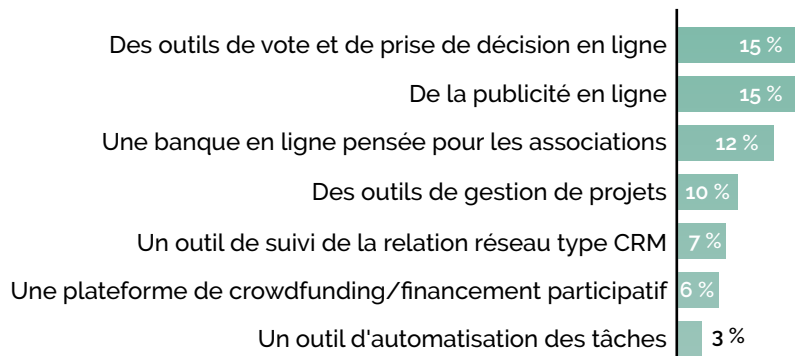 Des outils de vote et de prise de décision en ligne 15 %
De la publicité en ligne 15 %
Une banque en ligne pensée pour les associations 12 %
Des outils de gestion de projets 10 %
Un outil de suivi de la relation réseau type CRM 7 %
Une plateforme de crowdfunding/financement participatif 6 %
Un outil d'automatisation des tâches 3 %